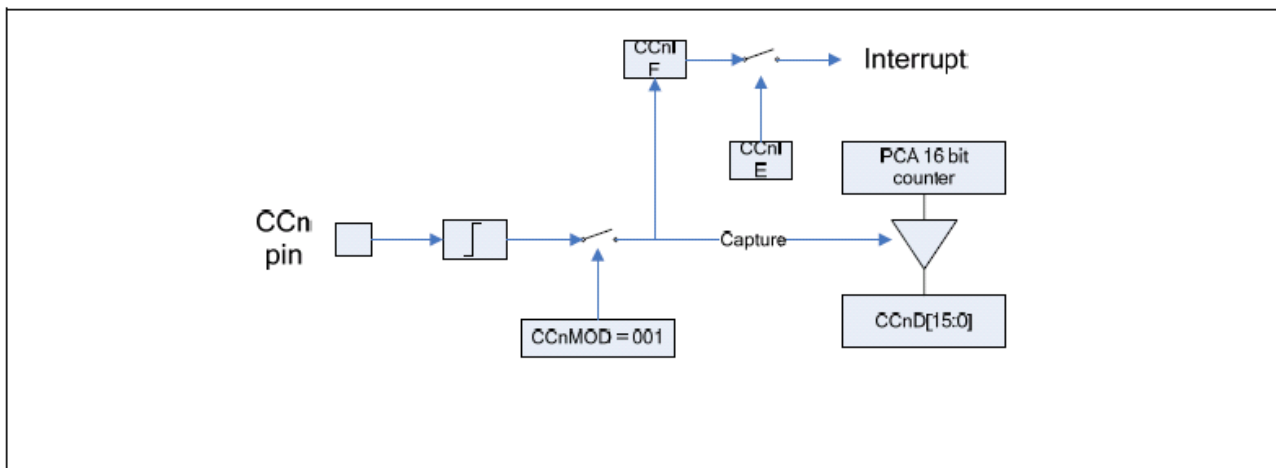 CCnI
F
Interrupt
CCnI
E
PCA 16 bit
counter
CCn
pin
Capture
CCnMOD = 001
CCnD[15:0]